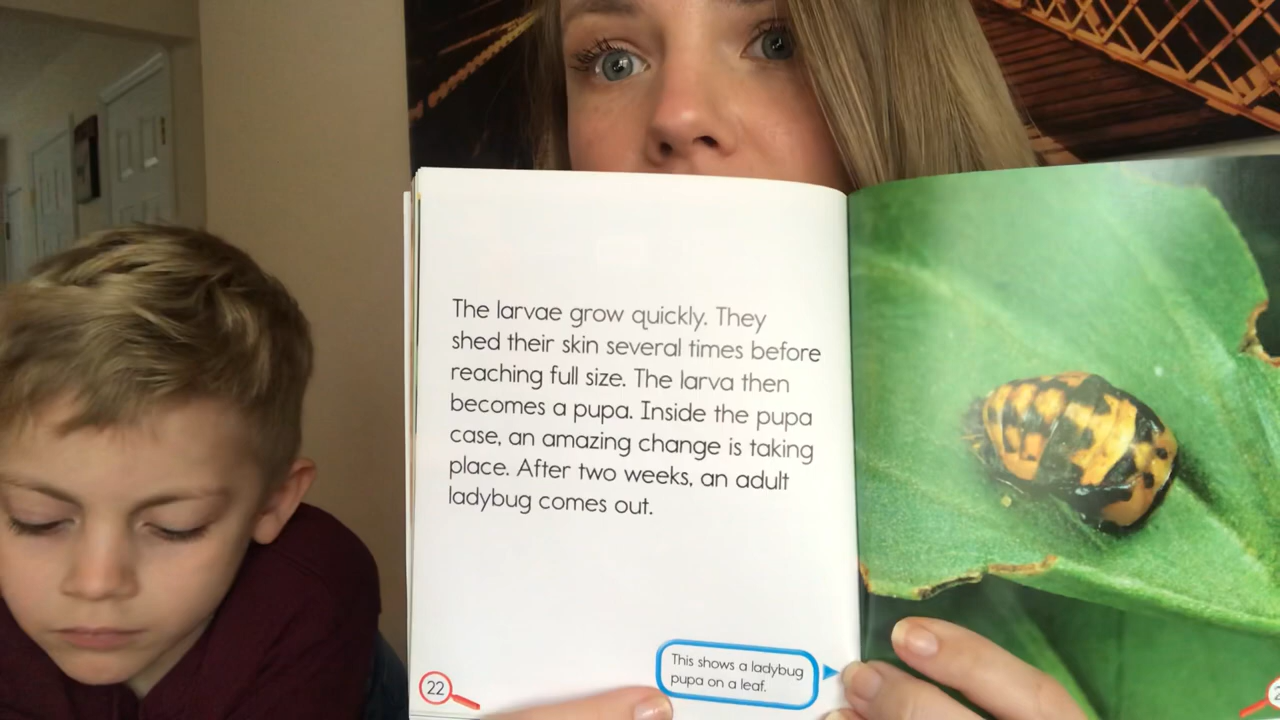 The larvae grow quickly. They
shed their skin several times before
reaching full size. The larva then
becomes a pupa. Inside the pupa
case, an amazing change is taking
place. After two weeks, an adult
ladybug comes out.
This shows a ladybug
pupa on a leaf.
22